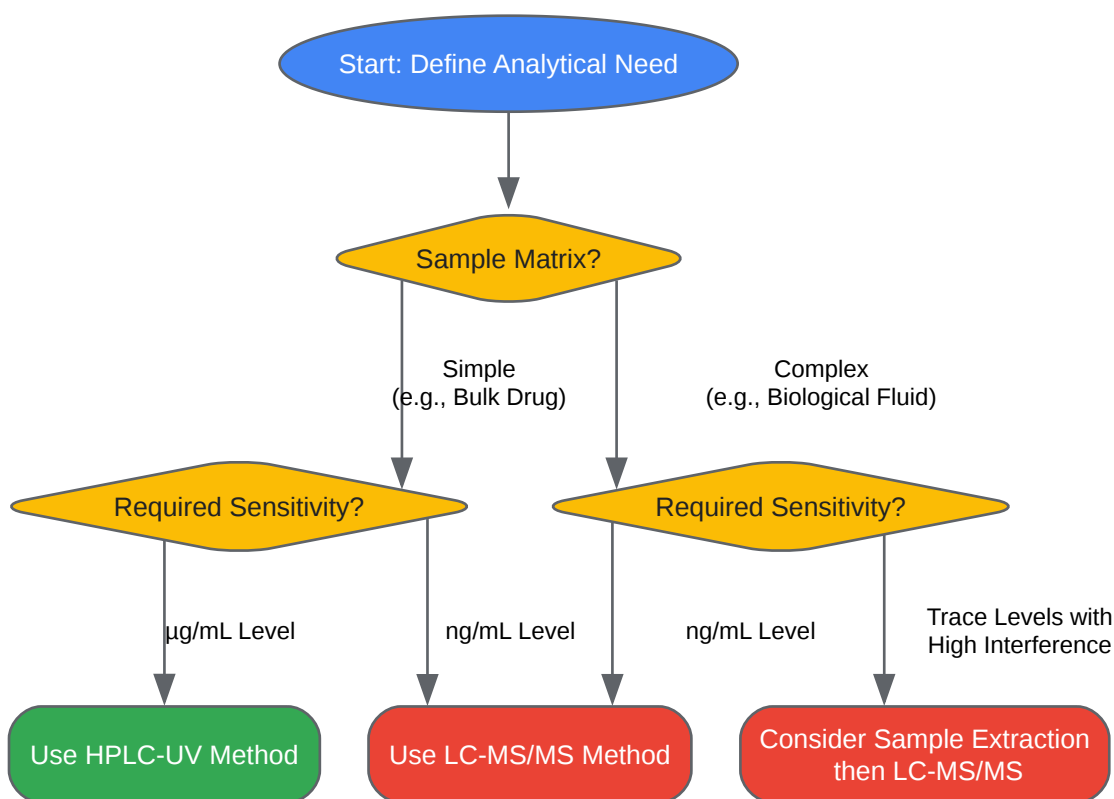 Start: Define Analytical Need
Sample Matrix?
Simple
(e.g., Bulk Drug)
Complex
(e.g., Biological Fluid)
Required Sensitivity?
Required Sensitivity?
µg/mL Level
ng/mL Level
ng/mL Level
Trace Levels with
High Interference
Use HPLC-UV Method
Use LC-MS/MS Method
Consider Sample Extraction
then LC-MS/MS